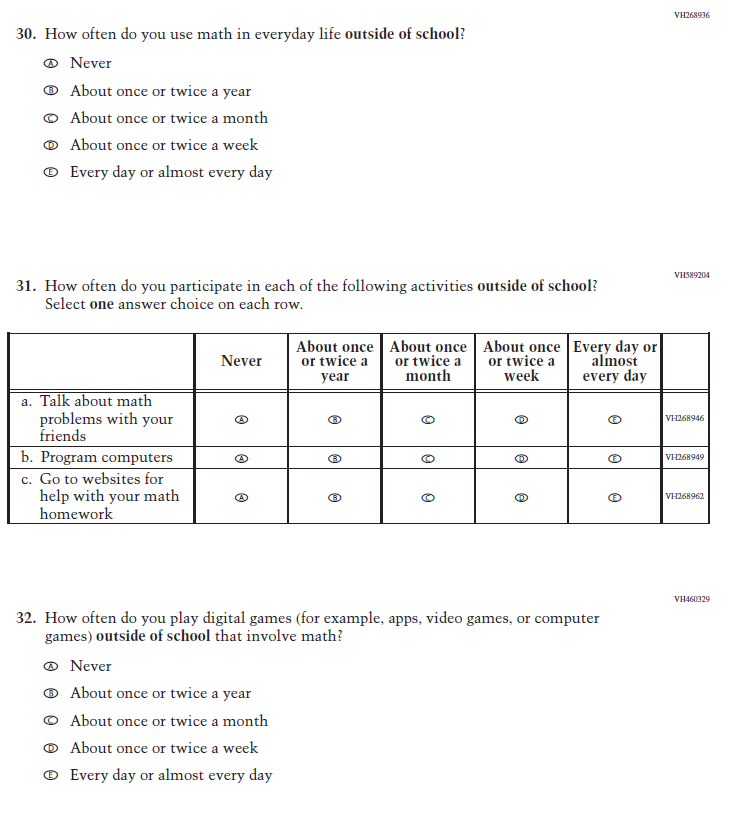 VH268936
30. How often do you use math in everyday life outside of school?
Ⓐ Never
Ⓑ About once or twice a year
Ⓒ About once or twice a month
Ⓓ About once or twice a week
Ⓔ Every day or almost every day
VH589204
31. How often do you participate in each of the following activities outside of school?
Select one answer choice on each row.
Never
About once
or twice a
year
About once
or twice a
month
About once
or twice a
week
Every day or
almost
every day
a. Talk about math
problems with your
friends
Ⓐ Ⓑ Ⓒ Ⓓ Ⓔ VH268946
b. Program computers Ⓐ Ⓑ Ⓒ Ⓓ Ⓔ VH268949
c. Go to websites for
help with your math
homework
Ⓐ Ⓑ Ⓒ Ⓓ Ⓔ VH268962
VH460329
32. How often do you play digital games (for example, apps, video games, or computer
games) outside of school that involve math?
Ⓐ Never
Ⓑ About once or twice a year
Ⓒ About once or twice a month
Ⓓ About once or twice a week
Ⓔ Every day or almost every day